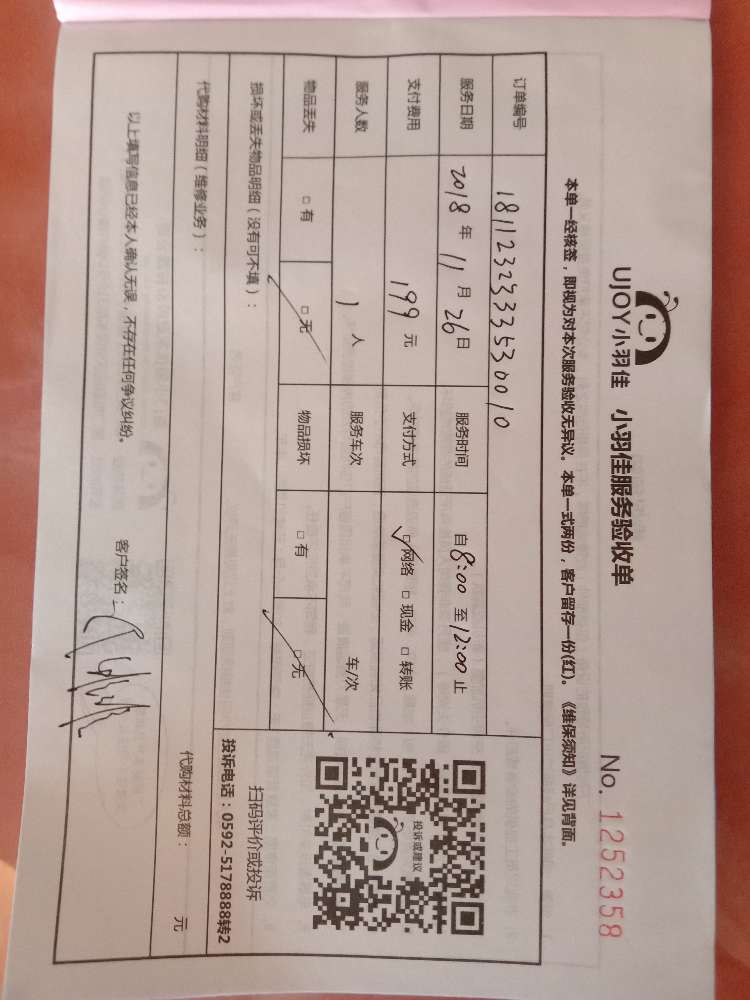 UJOY小羽佳 小羽佳服务验收单 No. 1252358
本单一经核签，即视为对本次服务验收无异议。本单一式两份，客户留存一份(红)。《维保须知》详见背面。
订单编号 1811232333530010
服务日期 2018 年 11 月 26 日 服务时间 自 8:00 至 12:00 止
支付费用 199 元 支付方式 ☑ 网络 □ 现金 □ 转账
服务人数 1 人 服务车次 车/次
物品丢失 □ 有 ☑ 无 物品损坏 □ 有 ☑ 无
投诉或建议
损坏或丢失物品明细（没有可不填）：
扫码评价或投诉
投诉电话：0592-5178888转2
代购材料明细（维修业务）：
代购材料总额： 元
以上填写信息已经本人确认无误，不存在任何争议纠纷。
客户签名：